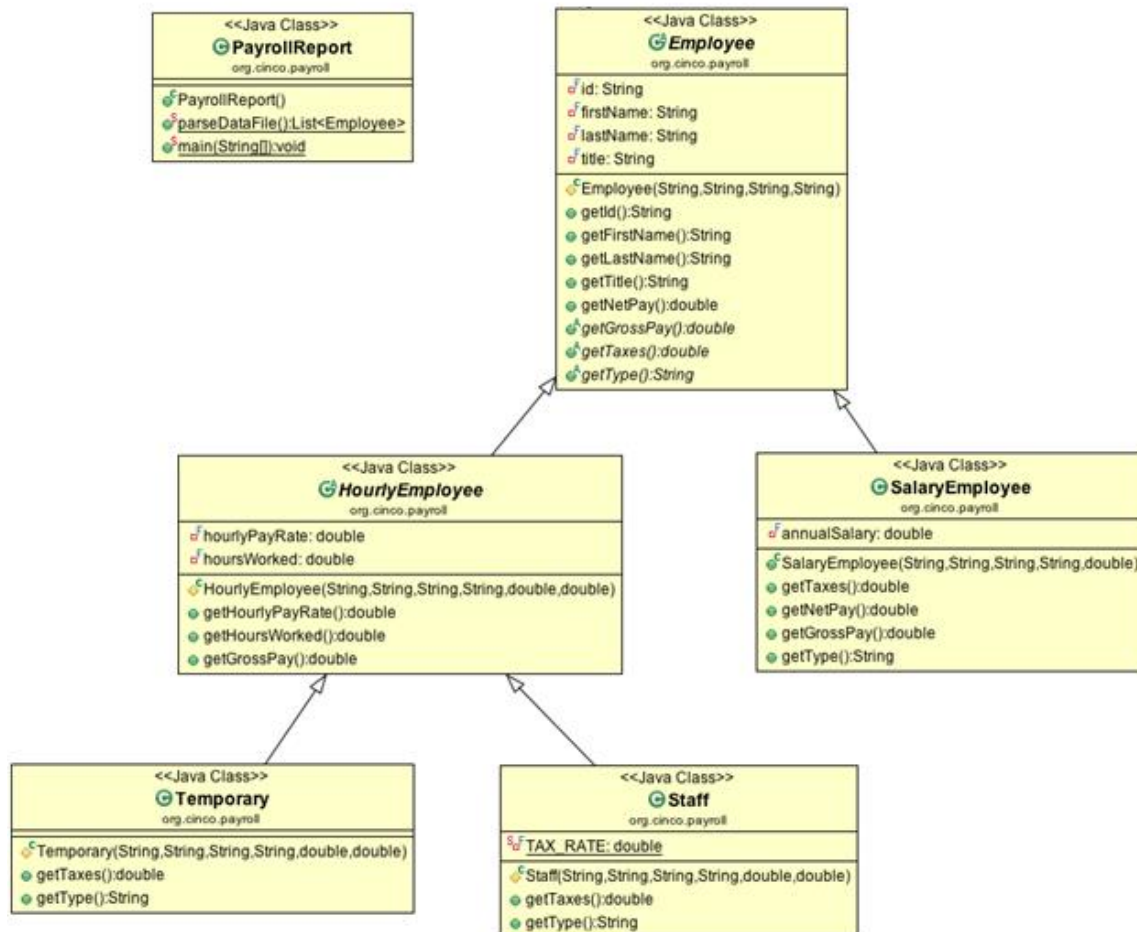 <<Java Class>>
PayrollReport
org.cinco.payroll
PayrollReport()
parseDataFile():List<Employee>
main(String[]):void
<<Java Class>>
Employee
org.cinco.payroll
id: String
firstName: String
lastName: String
title: String
Employee(String,String,String,String)
getId():String
getFirstName():String
getLastName():String
getTitle():String
getNetPay():double
getGrossPay():double
getTaxes():double
getType():String
<<Java Class>>
HourlyEmployee
org.cinco.payroll
hourlyPayRate: double
hoursWorked: double
HourlyEmployee(String,String,String,String,double,double)
getHourlyPayRate():double
getHoursWorked():double
getGrossPay():double
<<Java Class>>
SalaryEmployee
org.cinco.payroll
annualSalary: double
SalaryEmployee(String,String,String,String,double)
getTaxes():double
getNetPay():double
getGrossPay():double
getType():String
<<Java Class>>
Temporary
org.cinco.payroll
Temporary(String,String,String,String,double,double)
getTaxes():double
getType():String
<<Java Class>>
Staff
org.cinco.payroll
TAX_RATE: double
Staff(String,String,String,String,double,double)
getTaxes():double
getType():String